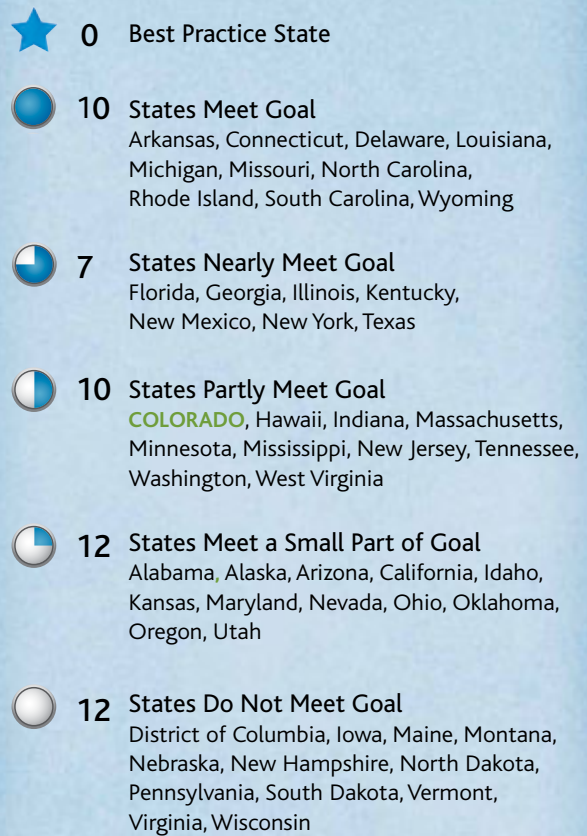 0 Best Practice State
10 States Meet Goal
Arkansas, Connecticut, Delaware, Louisiana,
Michigan, Missouri, North Carolina,
Rhode Island, South Carolina, Wyoming
7 States Nearly Meet Goal
Florida, Georgia, Illinois, Kentucky,
New Mexico, New York, Texas
10 States Partly Meet Goal
COLORADO, Hawaii, Indiana, Massachusetts,
Minnesota, Mississippi, New Jersey, Tennessee,
Washington, West Virginia
12 States Meet a Small Part of Goal
Alabama, Alaska, Arizona, California, Idaho,
Kansas, Maryland, Nevada, Ohio, Oklahoma,
Oregon, Utah
12 States Do Not Meet Goal
District of Columbia, Iowa, Maine, Montana,
Nebraska, New Hampshire, North Dakota,
Pennsylvania, South Dakota, Vermont,
Virginia, Wisconsin